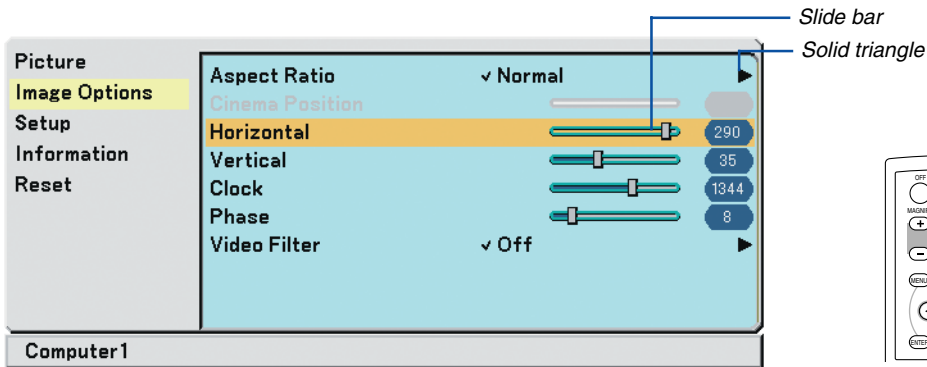 Slide bar
Solid triangle
Picture
Image Options
Setup
Information
Reset
Aspect Ratio ✓ Normal
Cinema Position
Horizontal 290
Vertical 35
Clock 1344
Phase 8
Video Filter ✓ Off
Computer1
OFF
MENU
ENTER